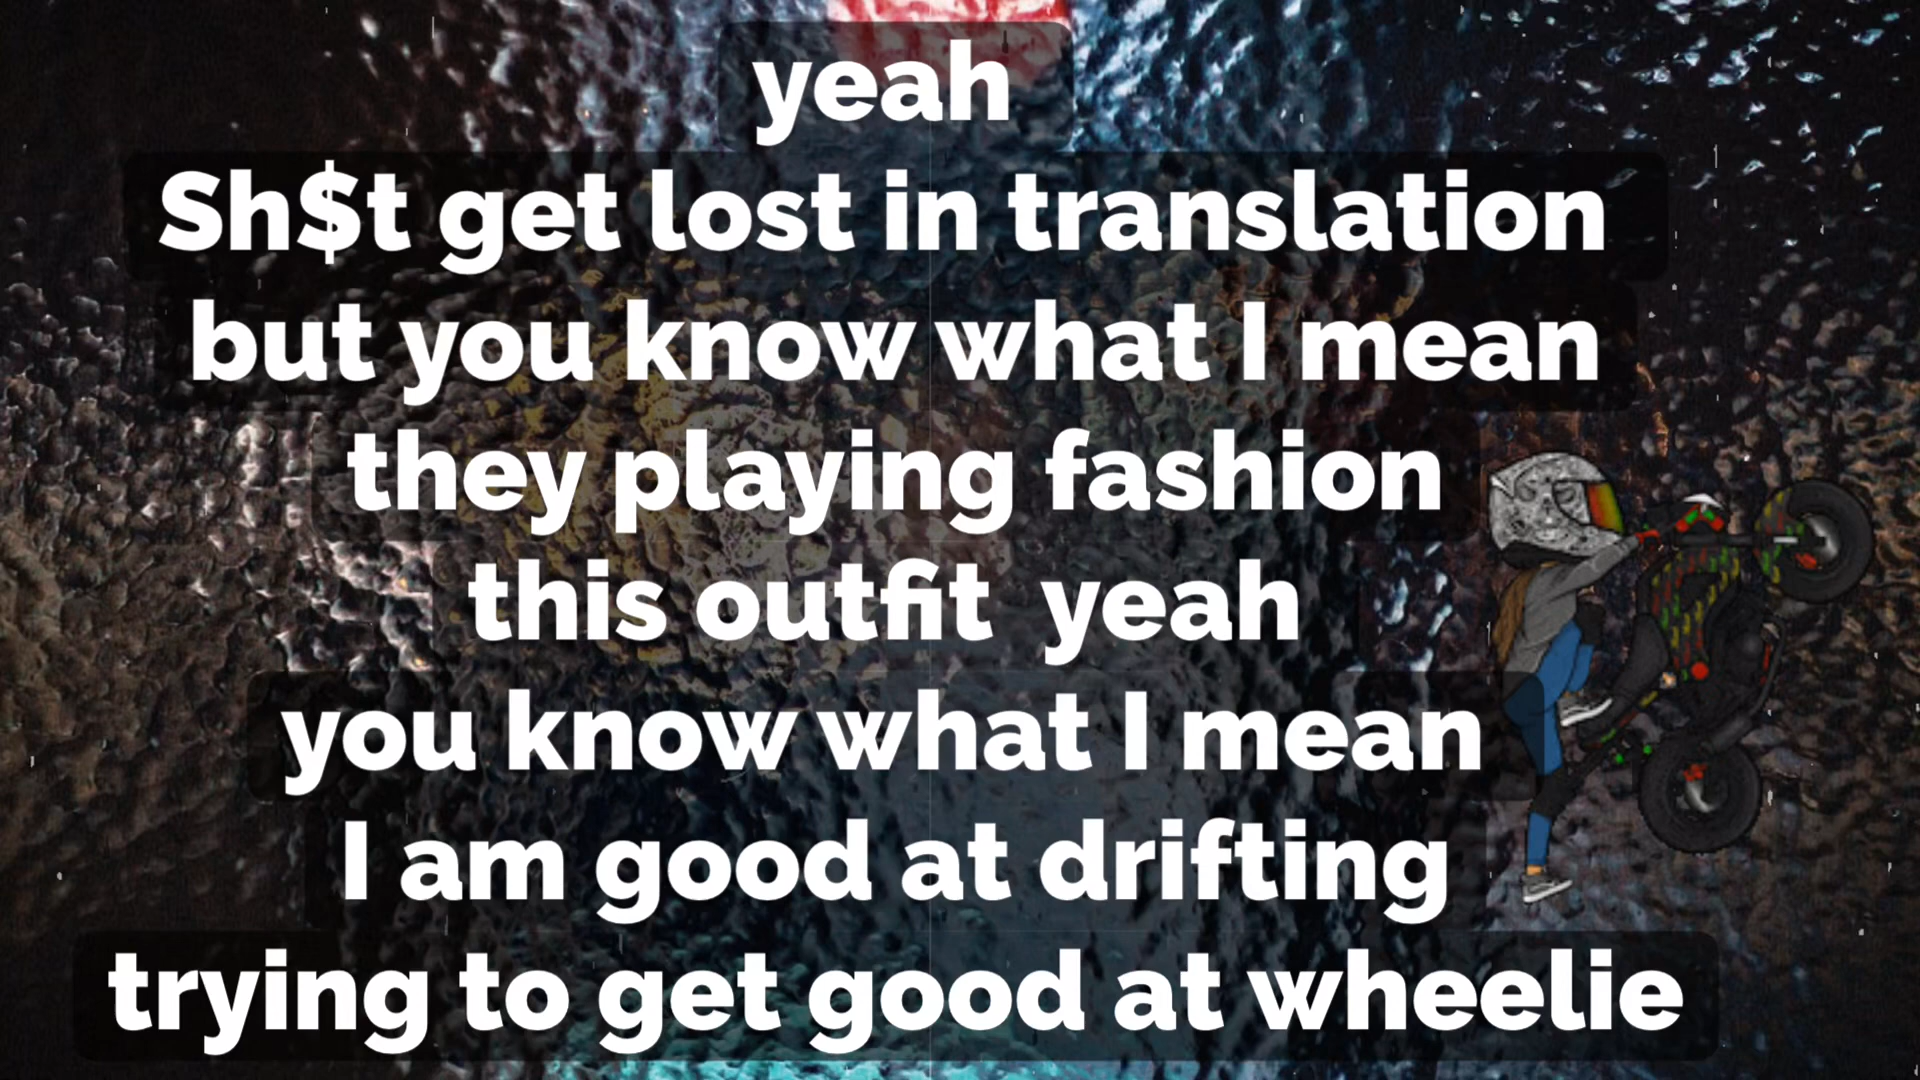 yeah
Sh$t get lost in translation
but you know what I mean
they playing fashion
this outfit yeah
you know what I mean
I am good at drifting
trying to get good at wheelie